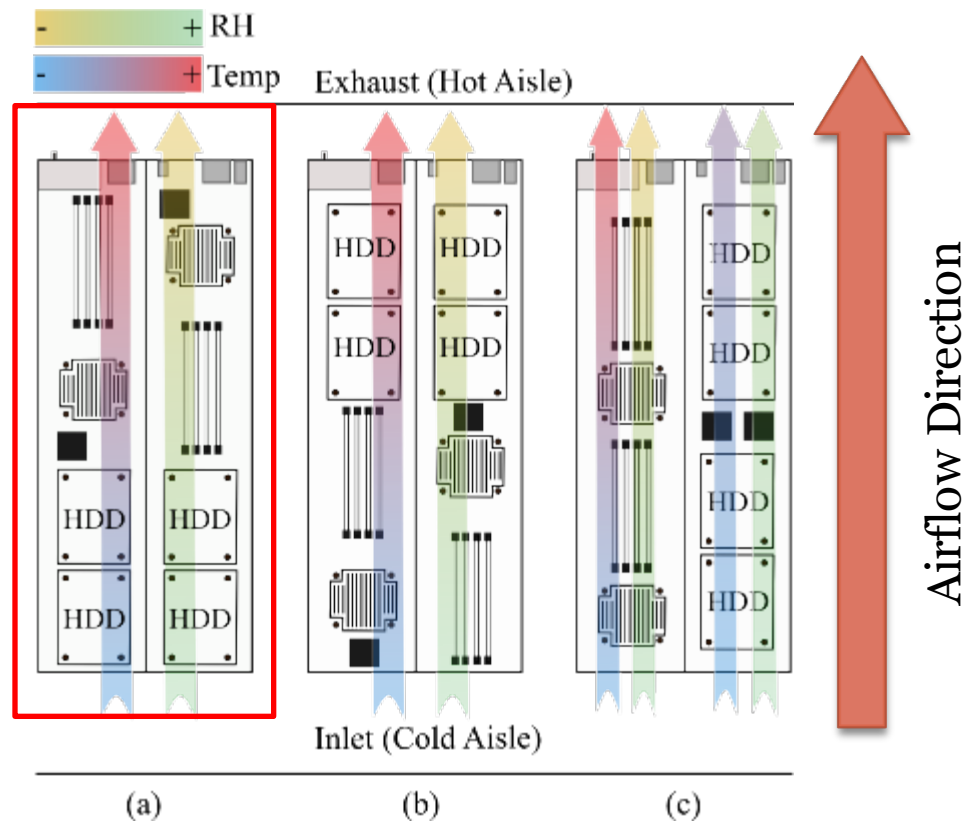 - + RH
- + Temp
Exhaust (Hot Aisle)
HDD HDD HDD
HDD HDD HDD
HDD HDD HDD
HDD HDD HDD
Inlet (Cold Aisle)
(a) (b) (c)
Airflow Direction